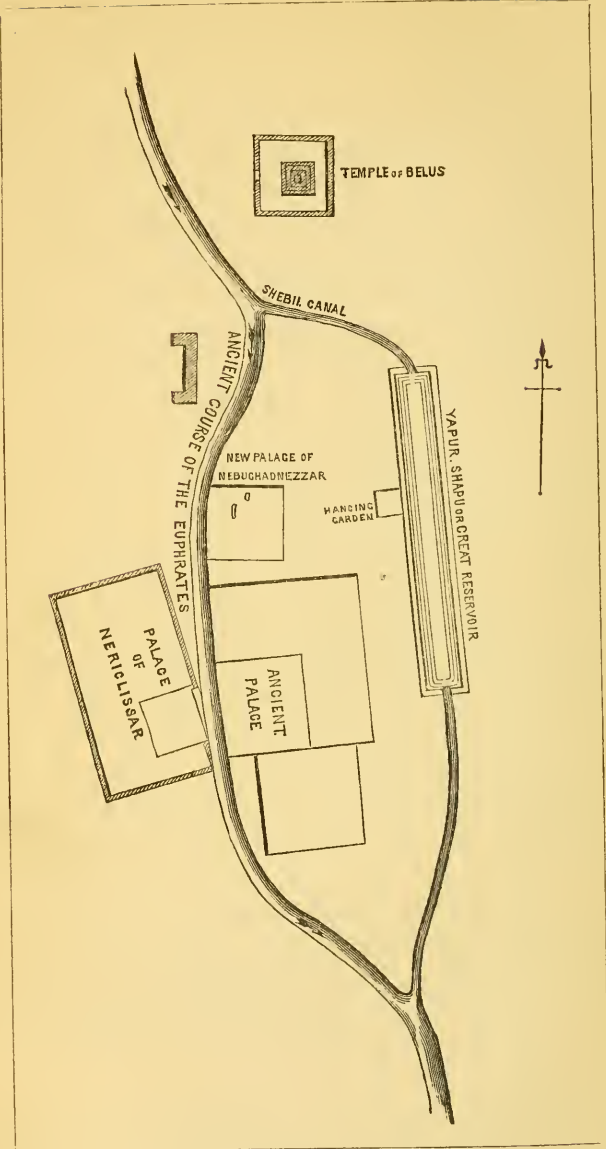 TEMPLE OF BELUS
SHEBIL CANAL
ANCIENT COURSE OF THE EUPHRATES
YAPUR. SHAPU OR GREAT RESERVOIR
NEW PALACE OF
NEBUCHADNEZZAR
HANGING
GARDEN
PALACE
OF
NERICLISSAR
ANCIENT
PALACE